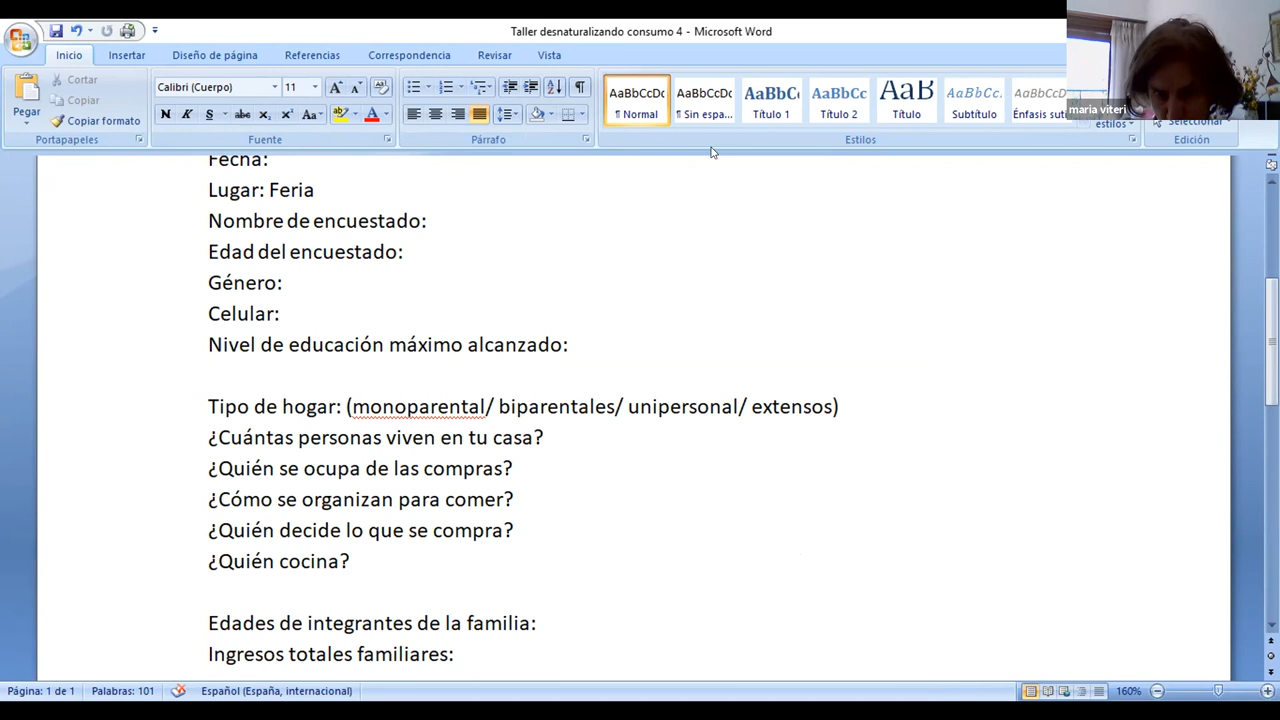 Taller desnaturalizando consumo 4 - Microsoft Word
Inicio Insertar Diseño de página Referencias Correspondencia Revisar Vista
Pegar
Cortar
Copiar
Copiar formato
Portapapeles
Calibri (Cuerpo) 11
N K S abc x₂ x² Aa
Fuente
Párrafo
AaBbCcDc AaBbCcDc AaBbC AaBbCc AaB AaBbCc. AaBbCcD
¶ Normal ¶ Sin espa... Título 1 Título 2 Título Subtítulo Énfasis
estilos
Estilos
Seleccionar
Edición
maria viteri
Fecha:
Lugar: Feria
Nombre de encuestado:
Edad del encuestado:
Género:
Celular:
Nivel de educación máximo alcanzado:
Tipo de hogar: (monoparental/ biparentales/ unipersonal/ extensos)
¿Cuántas personas viven en tu casa?
¿Quién se ocupa de las compras?
¿Cómo se organizan para comer?
¿Quién decide lo que se compra?
¿Quién cocina?
Edades de integrantes de la familia:
Ingresos totales familiares:
Página: 1 de 1 Palabras: 101 Español (España, internacional) 160%